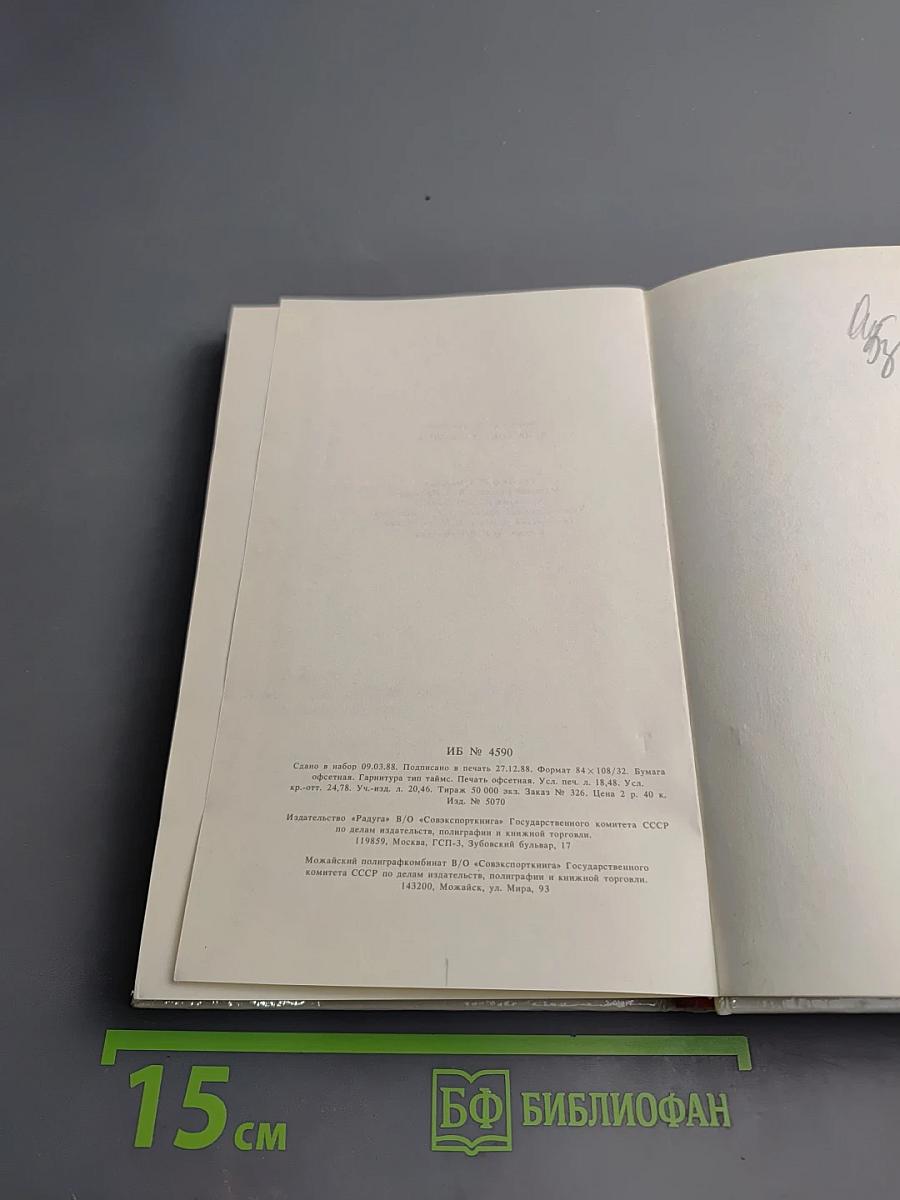 ИБ № 4590
Сдано в набор 09.03.88. Подписано в печать 27.12.88. Формат 84×108/32. Бумага
офсетная. Гарнитура тип таймс. Печать офсетная. Усл. печ. л. 18,48. Усл.
кр.-отт. 24,78. Уч.-изд. л. 20,46. Тираж 50 000 экз. Заказ № 326. Цена 2 р. 40 к.
Изд. № 5070
Издательство «Радуга» В/О «Совэкспорткнига» Государственного комитета СССР
по делам издательств, полиграфии и книжной торговли.
119859, Москва, ГСП-3, Зубовский бульвар, 17
Можайский полиграфкомбинат В/О «Совэкспорткнига» Государственного
комитета СССР по делам издательств, полиграфии и книжной торговли.
143200, Можайск, ул. Мира, 93
15 см
БФ БИБЛИОФАН